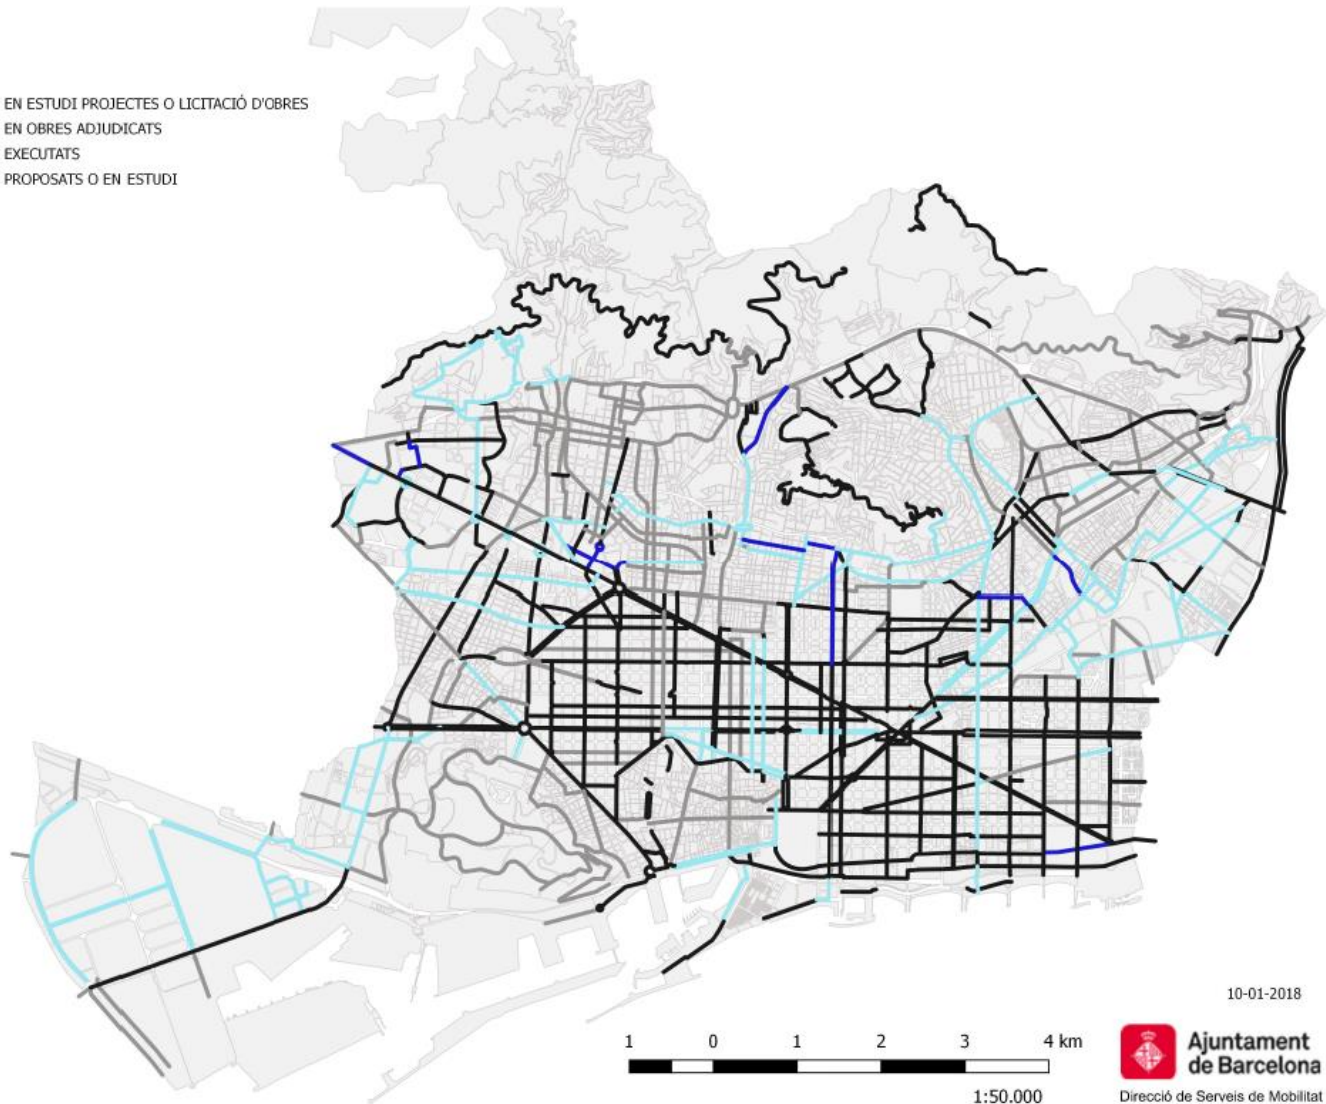 EN ESTUDI PROJECTES O LICITACIÓ D'OBRES
EN OBRES ADJUDICATS
EXECUTATS
PROPOSATS O EN ESTUDI
10-01-2018
1 0 1 2 3 4 km
1:50.000
Ajuntament
de Barcelona
Direcció de Serveis de Mobilitat